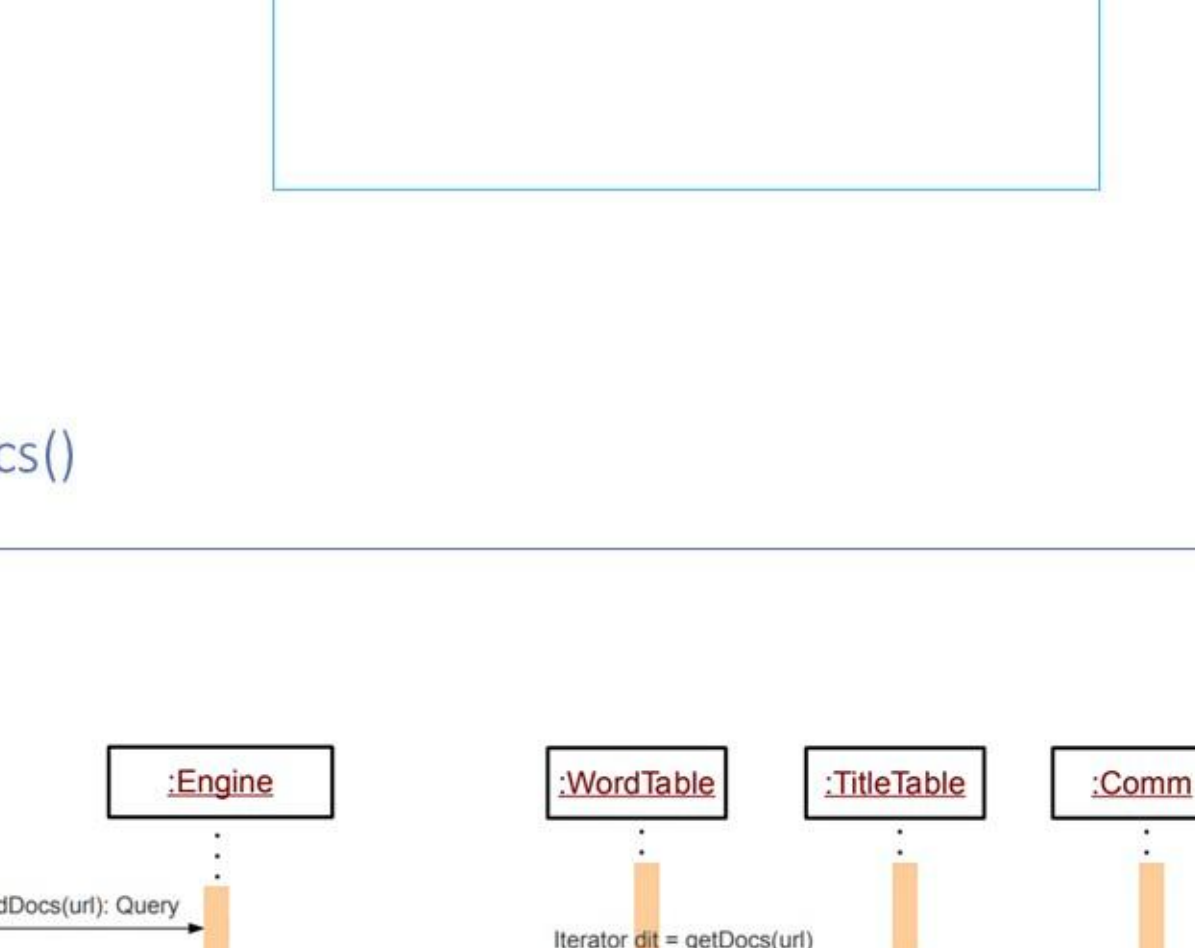 cs()
:Engine
:WordTable
:TitleTable
:Comm
dDocs(url): Query
Iterator dit = getDocs(url)